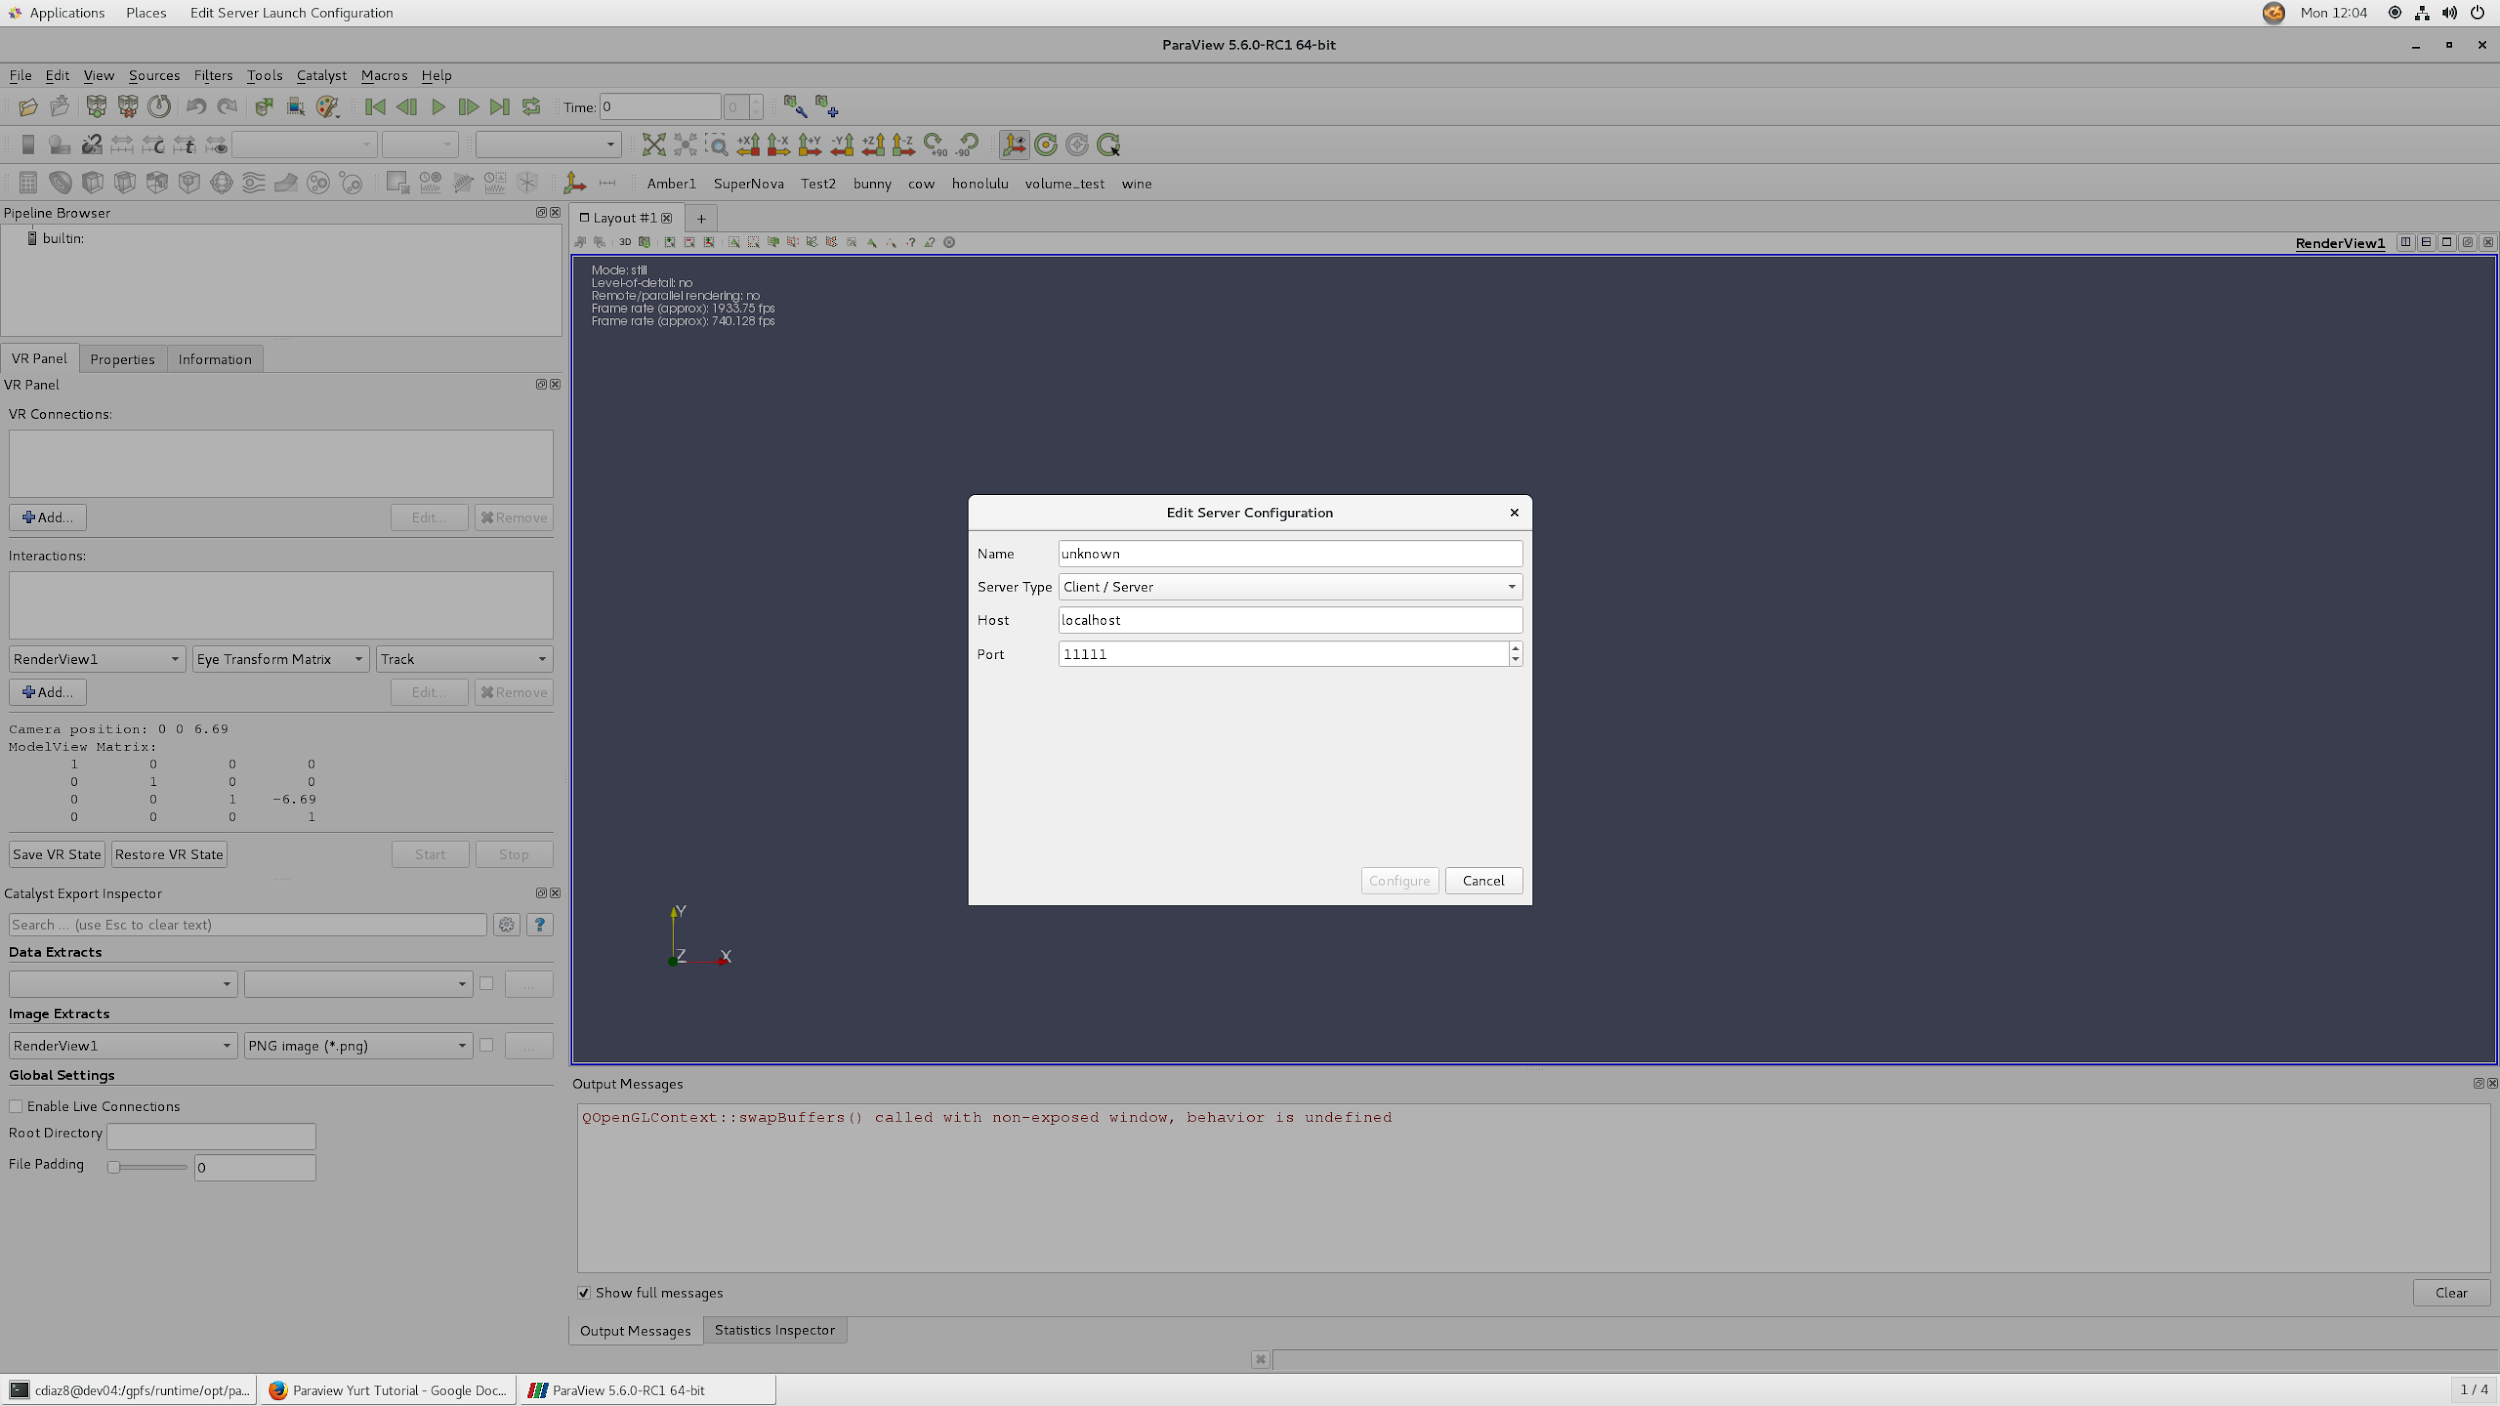 Applications Places Edit Server Launch Configuration Mon 12:04
ParaView 5.6.0-RC1 64-bit
File Edit View Sources Filters Tools Catalyst Macros Help
Time: 0 0
+X -X +Y -Y +Z -Z +90 -90
Amber1 SuperNova Test2 bunny cow honolulu volume_test wine
Pipeline Browser
Layout #1 +
builtin:
3D
RenderView1
Mode: still
Level-of-detail: no
Remote/parallel rendering: no
Frame rate (approx): 1933.75 fps
Frame rate (approx): 740.128 fps
VR Panel Properties Information
VR Panel
VR Connections:
Add... Edit... Remove
Interactions:
RenderView1 Eye Transform Matrix Track
Add... Edit... Remove
Camera position: 0 0 6.69
ModelView Matrix:
1 0 0 0
0 1 0 0
0 0 1 -6.69
0 0 0 1
Save VR State Restore VR State Start Stop
Catalyst Export Inspector
Search ... (use Esc to clear text) ?
Data Extracts
...
Image Extracts
RenderView1 PNG image (*.png) ...
Global Settings
Enable Live Connections
Root Directory
File Padding 0
Edit Server Configuration
Name unknown
Server Type Client / Server
Host localhost
Port 11111
Configure Cancel
Y
Z X
Output Messages
QOpenGLContext::swapBuffers() called with non-exposed window, behavior is undefined
Show full messages Clear
Output Messages Statistics Inspector
cdiaz8@dev04:/gpfs/runtime/opt/pa... Paraview Yurt Tutorial - Google Doc... ParaView 5.6.0-RC1 64-bit 1 / 4